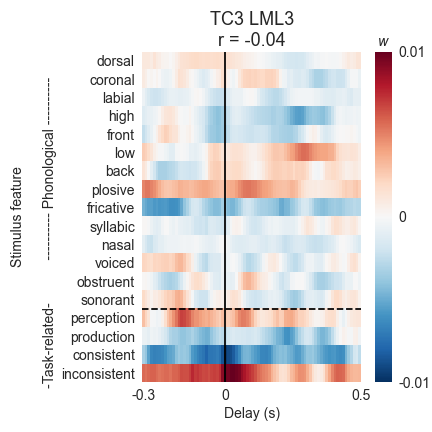 TC3 LML3
r = -0.04
w
dorsal
coronal
labial
high
front
low
back
plosive
fricative
syllabic
nasal
voiced
obstruent
sonorant
perception
production
consistent
inconsistent
Stimulus feature
-Task-related- ---------- Phonological ----------
0.01
0
-0.01
-0.3 0 0.5
Delay (s)